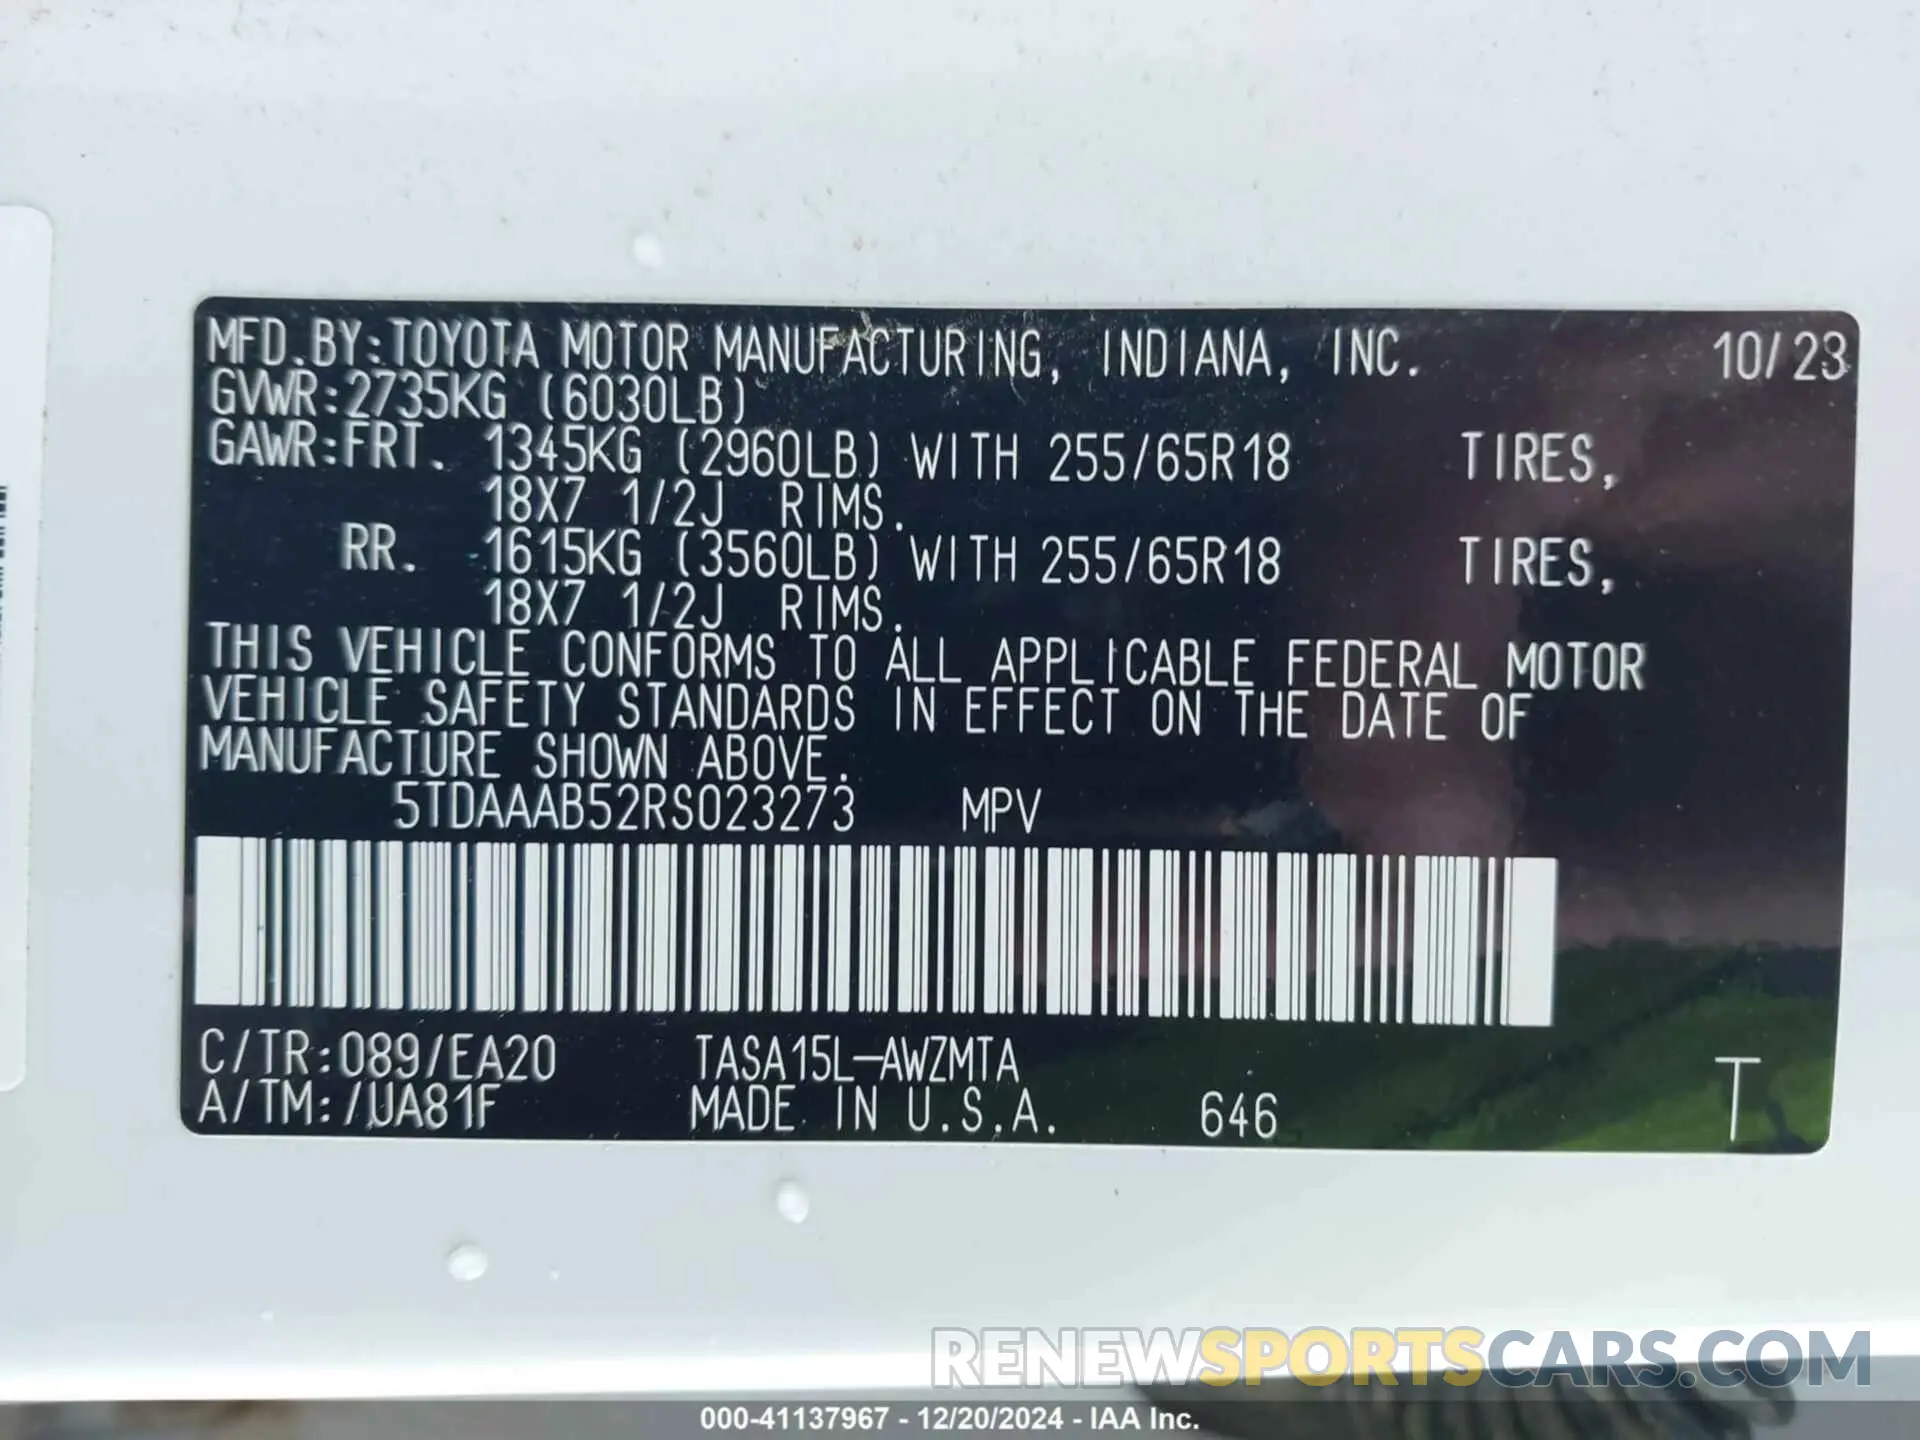 MFD.BY:TOYOTA MOTOR MANUFACTURING, INDIANA, INC. 10/23
GVWR:2735KG (6030LB)
GAWR:FRT. 1345KG (2960LB) WITH 255/65R18 TIRES,
18X7 1/2J RIMS.
RR. 1615KG (3560LB) WITH 255/65R18 TIRES,
18X7 1/2J RIMS.
THIS VEHICLE CONFORMS TO ALL APPLICABLE FEDERAL MOTOR
VEHICLE SAFETY STANDARDS IN EFFECT ON THE DATE OF
MANUFACTURE SHOWN ABOVE.
5TDAAAB52RS023273 MPV
C/TR:089/EA20 TASA15L-AWZMTA
A/TM:/UA81F MADE IN U.S.A. 646 T
RENEWSPORTSCARS.COM
000-41137967 - 12/20/2024 - IAA Inc.